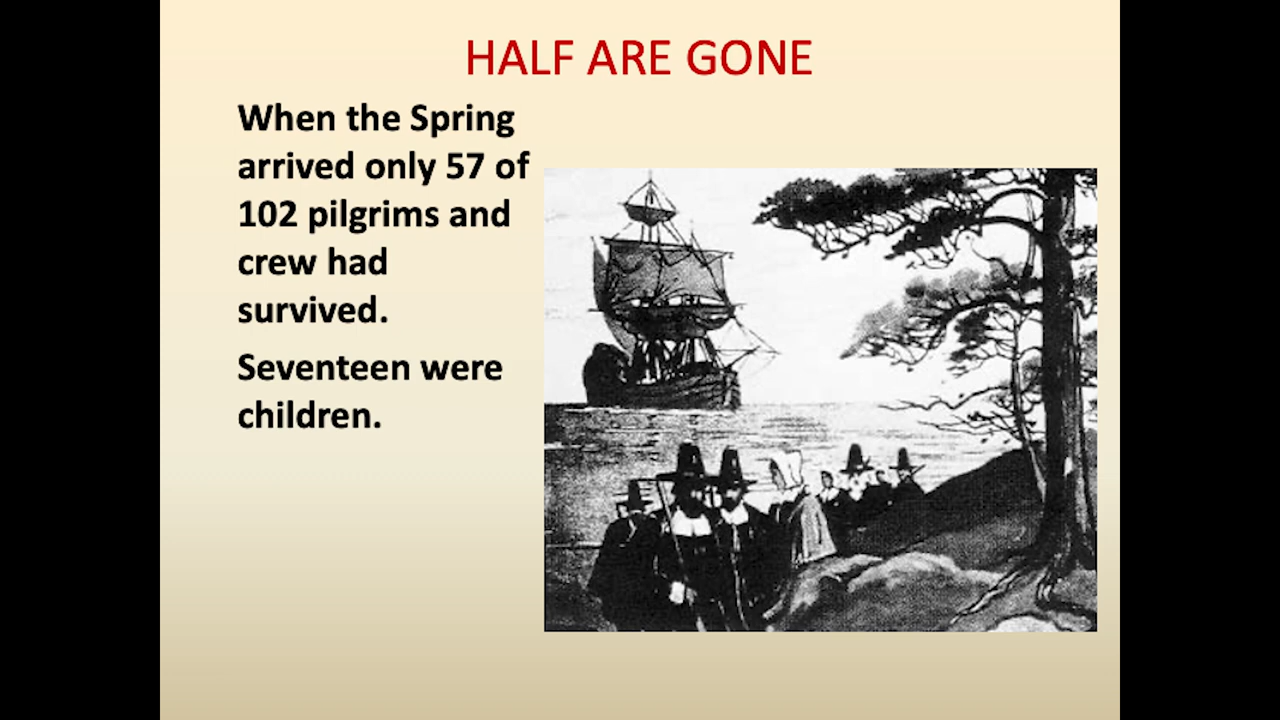 HALF ARE GONE
When the Spring
arrived only 57 of
102 pilgrims and
crew had
survived.
Seventeen were
children.